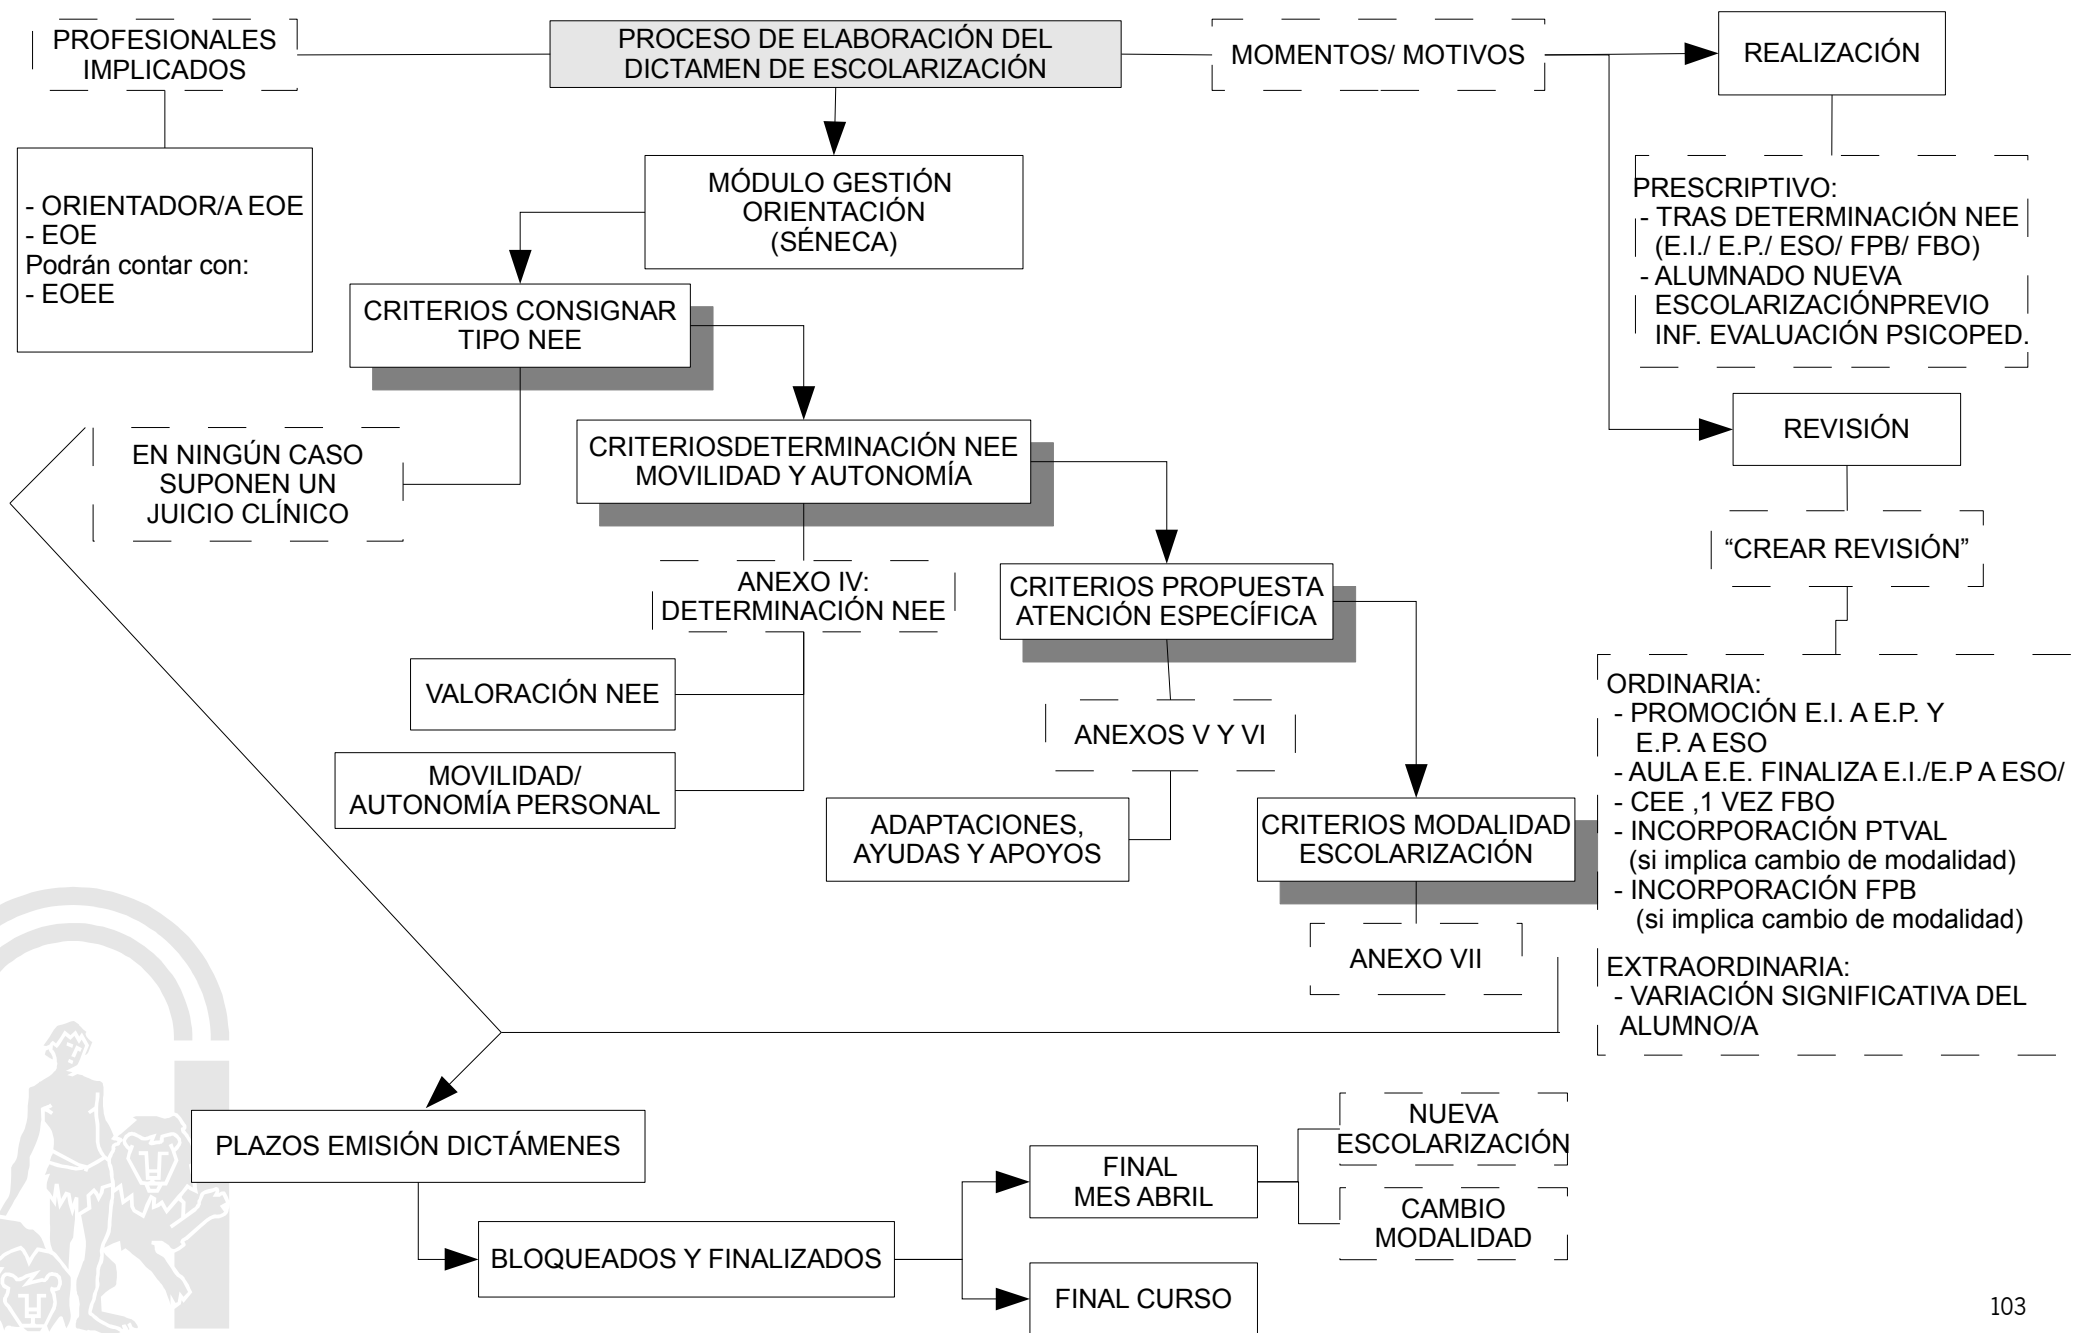 PROFESIONALES
IMPLICADOS
PROCESO DE ELABORACIÓN DEL
DICTAMEN DE ESCOLARIZACIÓN
MOMENTOS/ MOTIVOS
REALIZACIÓN
- ORIENTADOR/A EOE
- EOE
Podrán contar con:
- EOEE
MÓDULO GESTIÓN
ORIENTACIÓN
(SÉNECA)
PRESCRIPTIVO:
- TRAS DETERMINACIÓN NEE
(E.I./ E.P./ ESO/ FPB/ FBO)
- ALUMNADO NUEVA
ESCOLARIZACIÓNPREVIO
INF. EVALUACIÓN PSICOPED.
CRITERIOS CONSIGNAR
TIPO NEE
EN NINGÚN CASO
SUPONEN UN
JUICIO CLÍNICO
CRITERIOSDETERMINACIÓN NEE
MOVILIDAD Y AUTONOMÍA
REVISIÓN
“CREAR REVISIÓN”
ANEXO IV:
DETERMINACIÓN NEE
CRITERIOS PROPUESTA
ATENCIÓN ESPECÍFICA
VALORACIÓN NEE
MOVILIDAD/
AUTONOMÍA PERSONAL
ANEXOS V Y VI
ADAPTACIONES,
AYUDAS Y APOYOS
CRITERIOS MODALIDAD
ESCOLARIZACIÓN
ANEXO VII
ORDINARIA:
- PROMOCIÓN E.I. A E.P. Y
E.P. A ESO
- AULA E.E. FINALIZA E.I./E.P A ESO/
- CEE ,1 VEZ FBO
- INCORPORACIÓN PTVAL
(si implica cambio de modalidad)
- INCORPORACIÓN FPB
(si implica cambio de modalidad)
EXTRAORDINARIA:
- VARIACIÓN SIGNIFICATIVA DEL
ALUMNO/A
PLAZOS EMISIÓN DICTÁMENES
BLOQUEADOS Y FINALIZADOS
FINAL
MES ABRIL
NUEVA
ESCOLARIZACIÓN
CAMBIO
MODALIDAD
FINAL CURSO
103